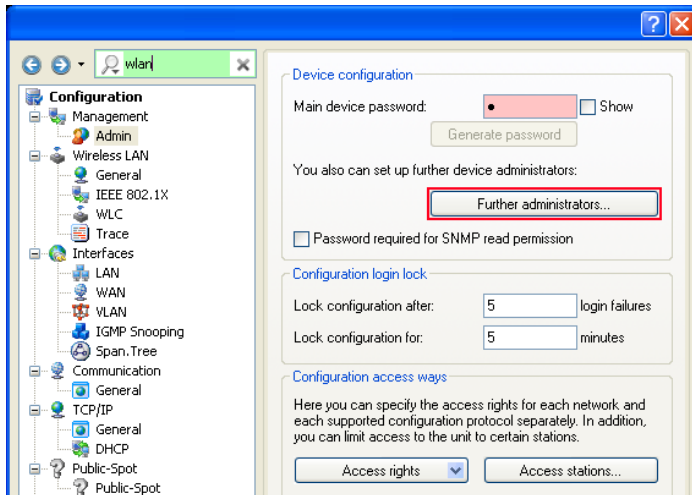 wlan
Configuration
Management
Admin
Wireless LAN
General
IEEE 802.1X
WLC
Trace
Interfaces
LAN
WAN
VLAN
IGMP Snooping
Span.Tree
Communication
General
TCP/IP
General
DHCP
Public-Spot
Public-Spot
Device configuration
Main device password:
Show
Generate password
You also can set up further device administrators:
Further administrators...
Password required for SNMP read permission
Configuration login lock
Lock configuration after: 5 login failures
Lock configuration for: 5 minutes
Configuration access ways
Here you can specify the access rights for each network and
each supported configuration protocol separately. In addition,
you can limit access to the unit to certain stations.
Access rights
Access stations...